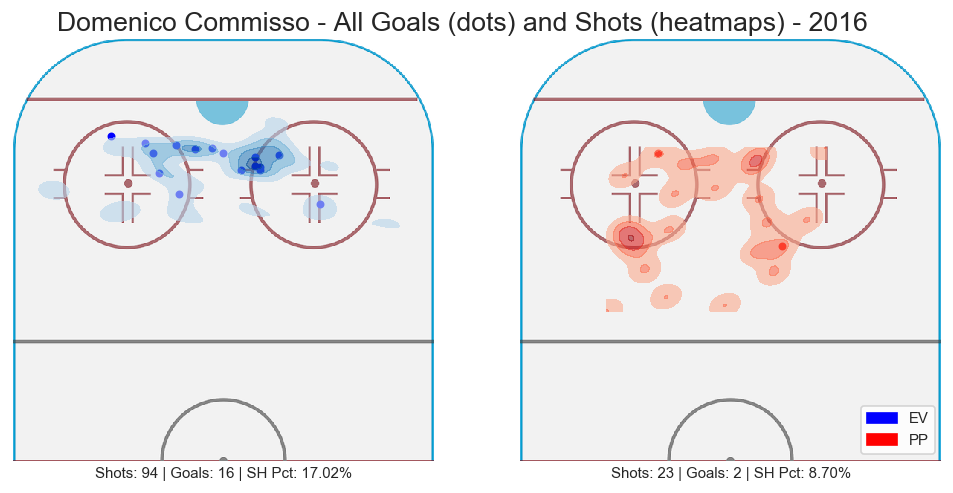 Domenico Commisso - All Goals (dots) and Shots (heatmaps) - 2016
EV
PP
Shots: 94 | Goals: 16 | SH Pct: 17.02%
Shots: 23 | Goals: 2 | SH Pct: 8.70%